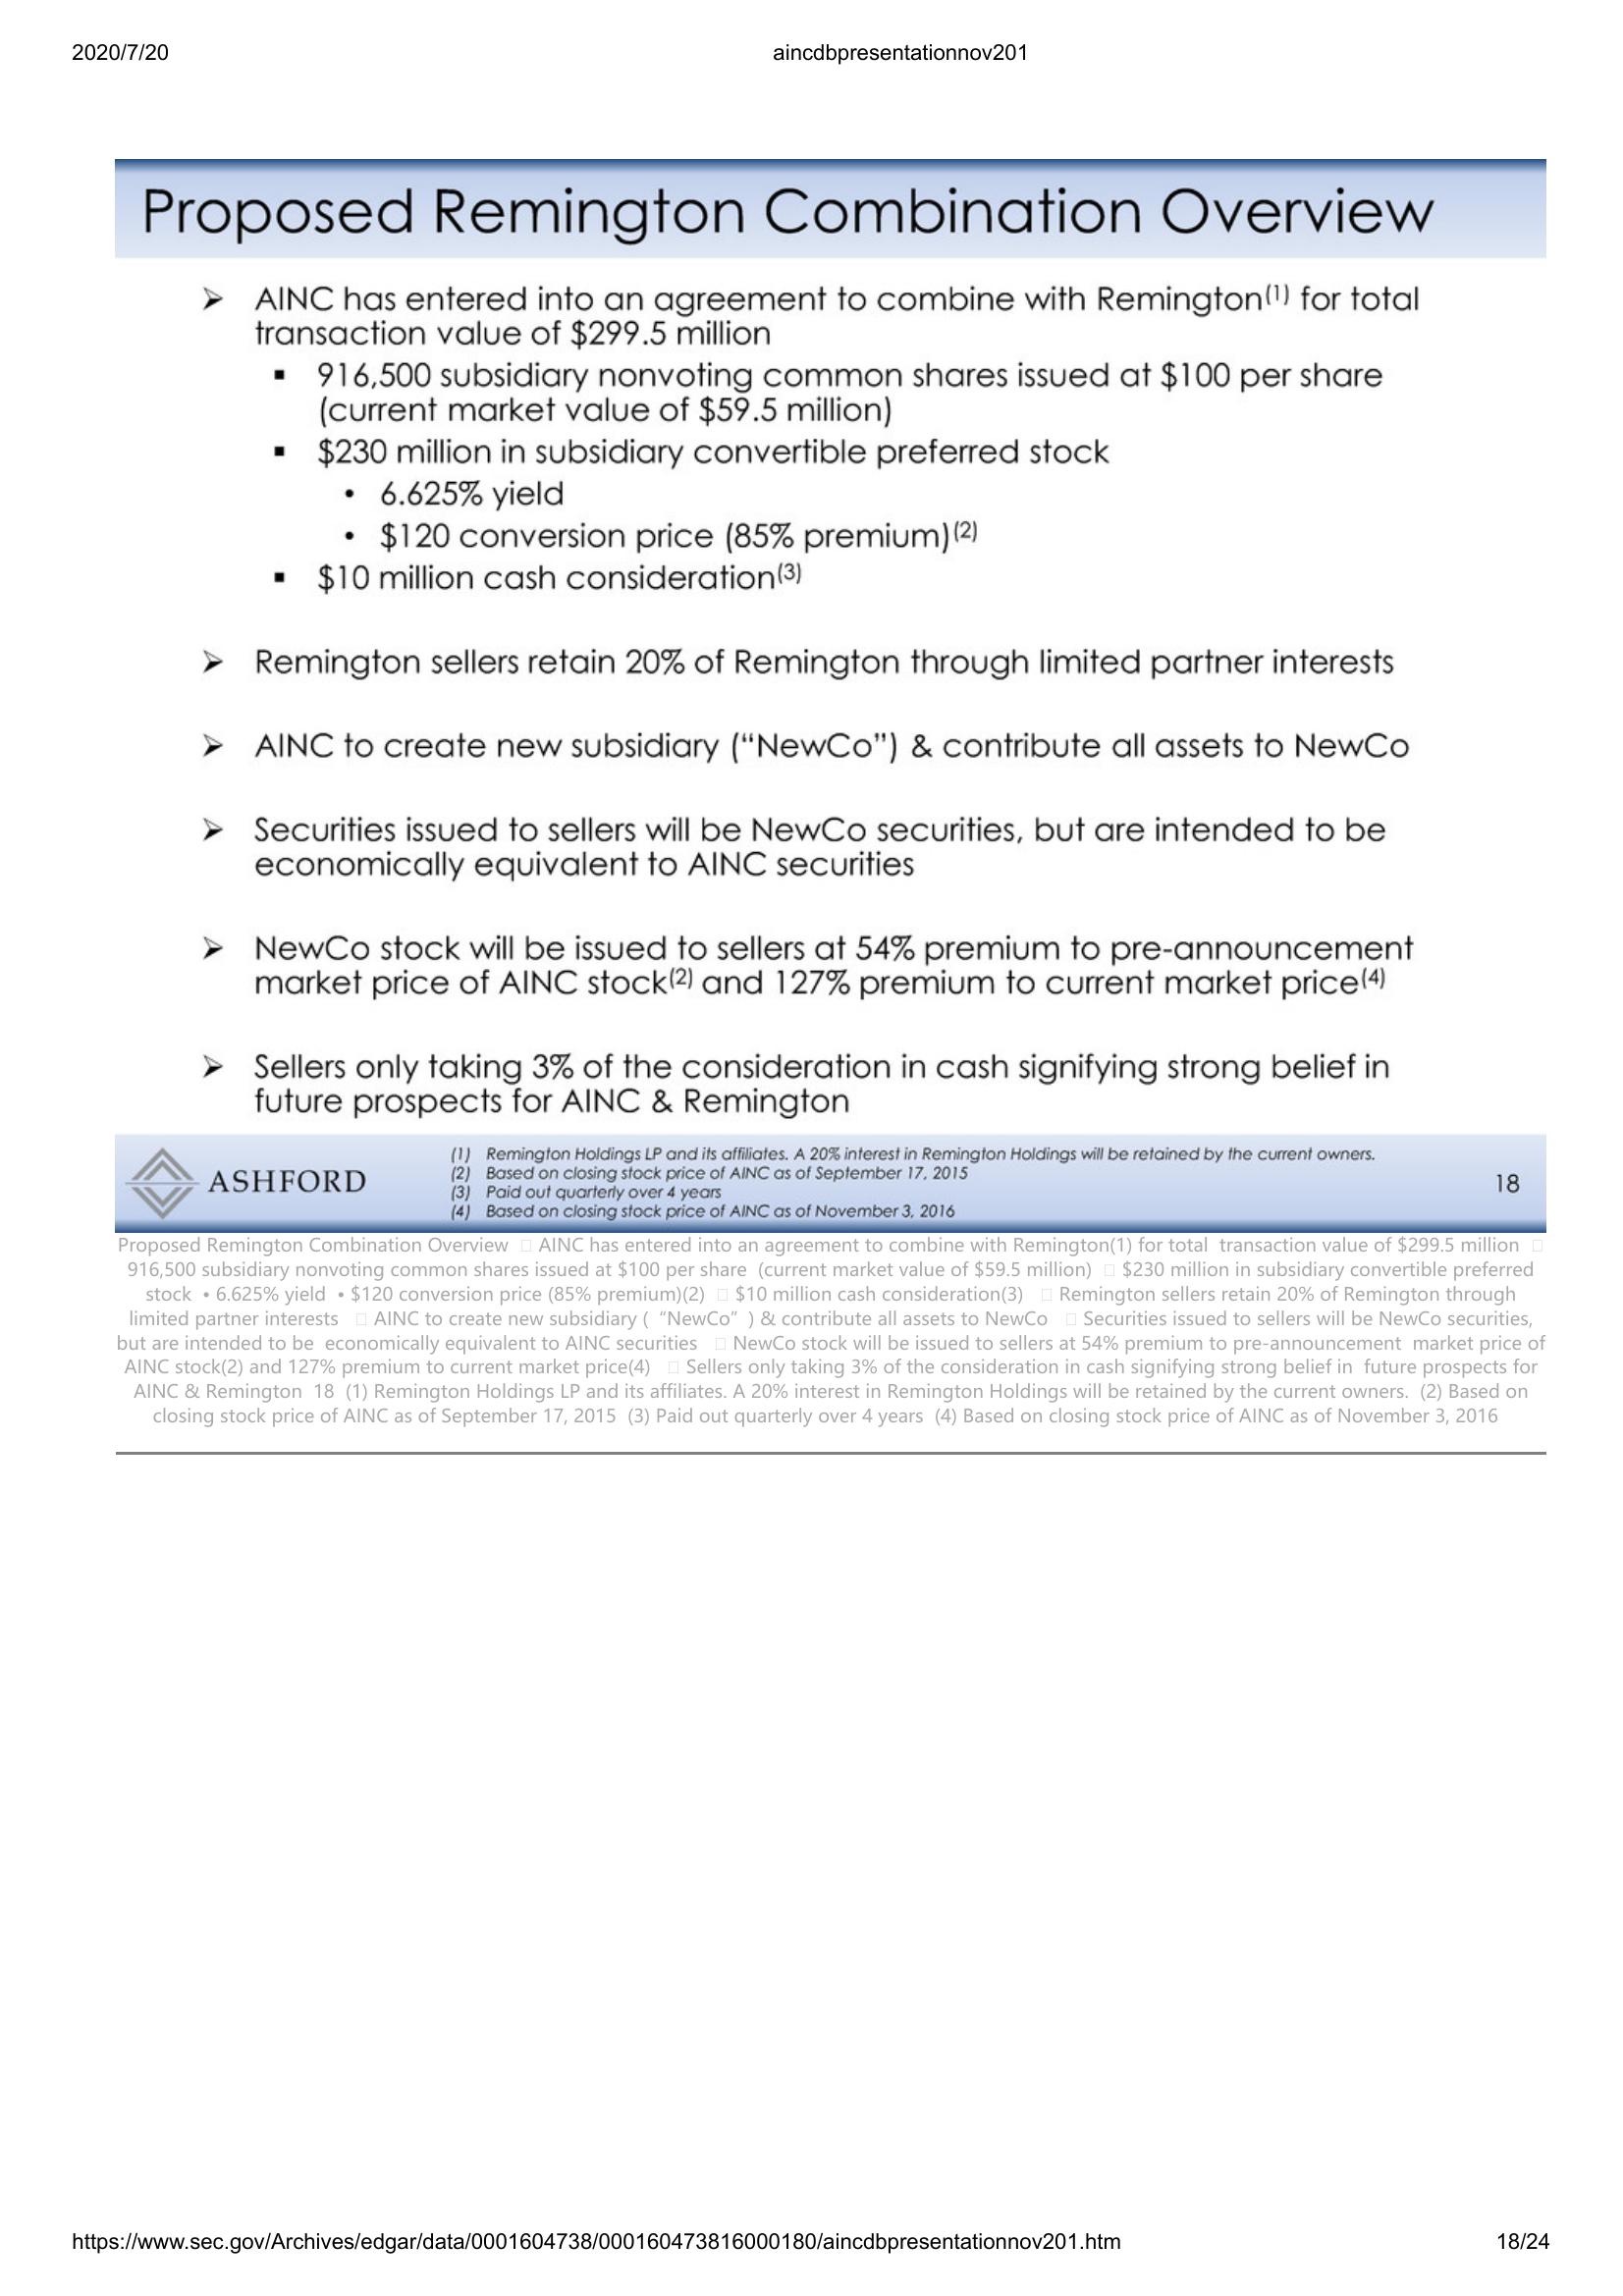 2020/7/20 aincdbpresentationnov201
Proposed Remington Combination Overview
➢ AINC has entered into an agreement to combine with Remington(1) for total
transaction value of $299.5 million
▪ 916,500 subsidiary nonvoting common shares issued at $100 per share
(current market value of $59.5 million)
▪ $230 million in subsidiary convertible preferred stock
• 6.625% yield
• $120 conversion price (85% premium)(2)
▪ $10 million cash consideration(3)
➢ Remington sellers retain 20% of Remington through limited partner interests
➢ AINC to create new subsidiary (“NewCo”) & contribute all assets to NewCo
➢ Securities issued to sellers will be NewCo securities, but are intended to be
economically equivalent to AINC securities
➢ NewCo stock will be issued to sellers at 54% premium to pre-announcement
market price of AINC stock(2) and 127% premium to current market price(4)
➢ Sellers only taking 3% of the consideration in cash signifying strong belief in
future prospects for AINC & Remington
ASHFORD
(1) Remington Holdings LP and its affiliates. A 20% interest in Remington Holdings will be retained by the current owners.
(2) Based on closing stock price of AINC as of September 17, 2015
(3) Paid out quarterly over 4 years
(4) Based on closing stock price of AINC as of November 3, 2016
18
Proposed Remington Combination Overview  AINC has entered into an agreement to combine with Remington(1) for total transaction value of $299.5 million 
916,500 subsidiary nonvoting common shares issued at $100 per share (current market value of $59.5 million)  $230 million in subsidiary convertible preferred
stock • 6.625% yield • $120 conversion price (85% premium)(2)  $10 million cash consideration(3)  Remington sellers retain 20% of Remington through
limited partner interests  AINC to create new subsidiary ( “NewCo” ) & contribute all assets to NewCo  Securities issued to sellers will be NewCo securities,
but are intended to be economically equivalent to AINC securities  NewCo stock will be issued to sellers at 54% premium to pre-announcement market price of
AINC stock(2) and 127% premium to current market price(4)  Sellers only taking 3% of the consideration in cash signifying strong belief in future prospects for
AINC & Remington 18 (1) Remington Holdings LP and its affiliates. A 20% interest in Remington Holdings will be retained by the current owners. (2) Based on
closing stock price of AINC as of September 17, 2015 (3) Paid out quarterly over 4 years (4) Based on closing stock price of AINC as of November 3, 2016
https://www.sec.gov/Archives/edgar/data/0001604738/000160473816000180/aincdbpresentationnov201.htm 18/24